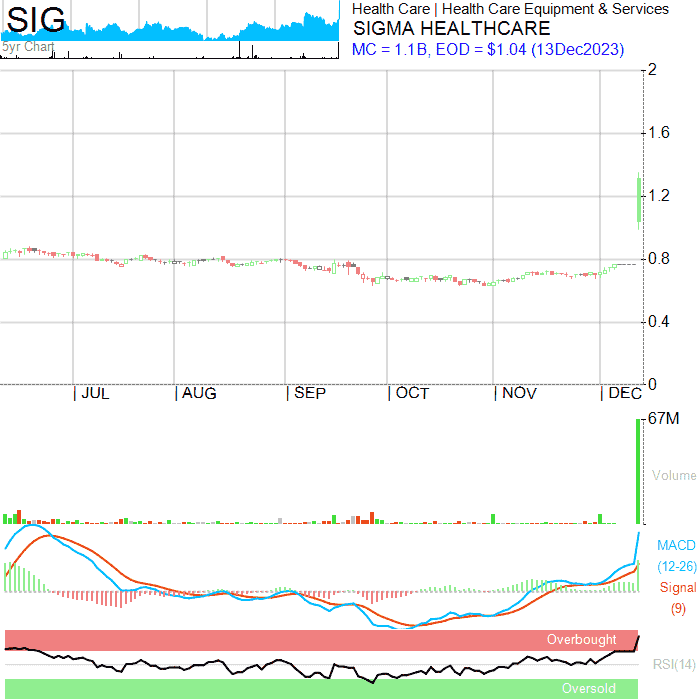 SIG
5yr Chart
Health Care | Health Care Equipment & Services
SIGMA HEALTHCARE
MC = 1.1B, EOD = $1.04 (13Dec2023)
2
1.6
1.2
0.8
0.4
0
| JUL | AUG | SEP | OCT | NOV | DEC
67M
Volume
MACD
(12-26)
Signal
(9)
Overbought
RSI(14)
Oversold